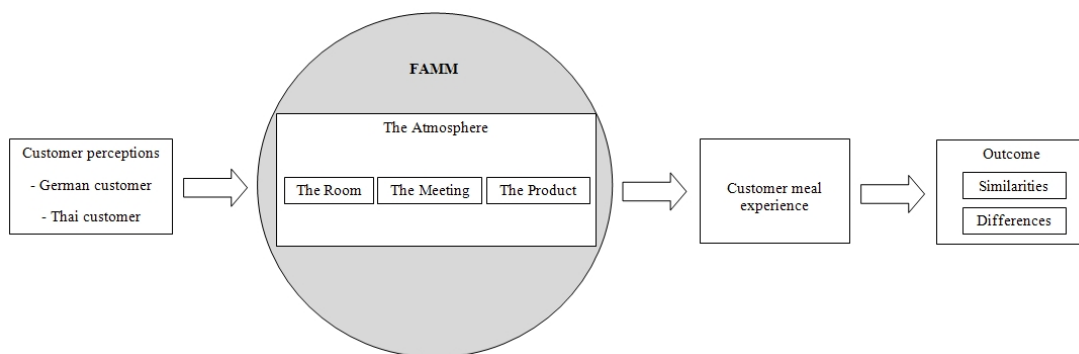 Customer perceptions
- German customer
- Thai customer
FAMM
The Atmosphere
The Room
The Meeting
The Product
Customer meal
experience
Outcome
Similarities
Differences